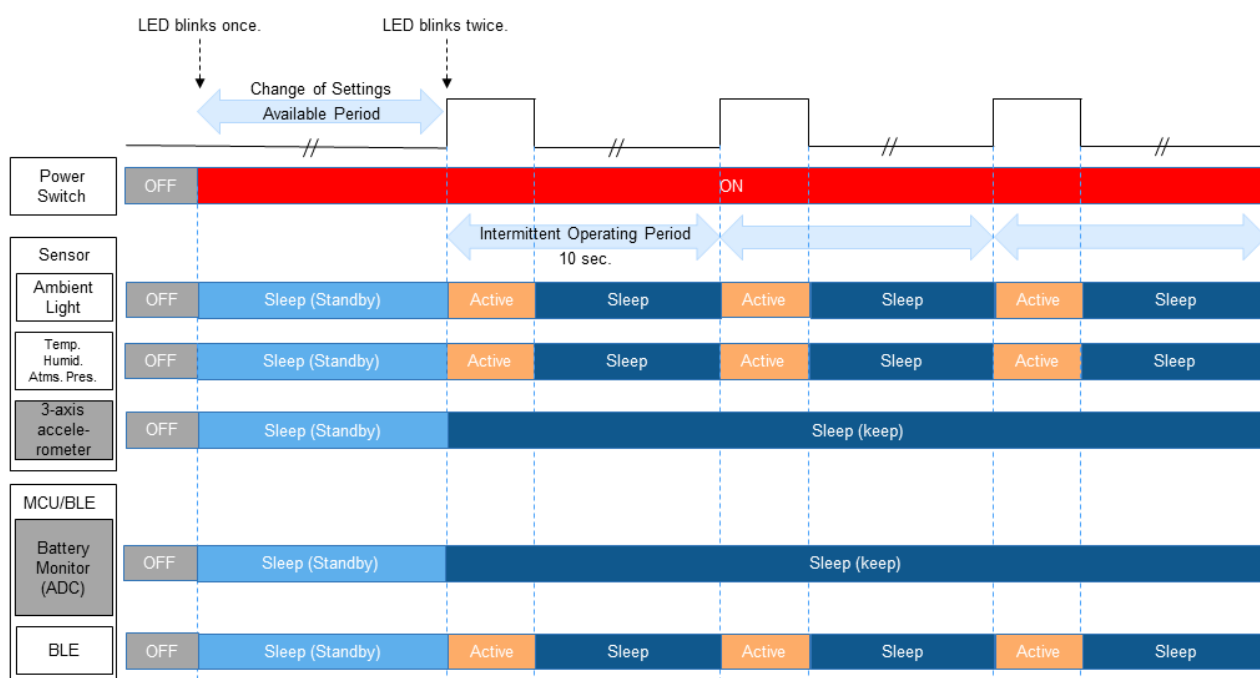 LED blinks once.
LED blinks twice.
Change of Settings
Available Period
Power
Switch
OFF
ON
Intermittent Operating Period
10 sec.
Sensor
Ambient
Light
OFF
Sleep (Standby)
Active
Sleep
Active
Sleep
Active
Sleep
Temp.
Humid.
Atms. Pres.
OFF
Sleep (Standby)
Active
Sleep
Active
Sleep
Active
Sleep
3-axis
accele-
rometer
OFF
Sleep (Standby)
Sleep (keep)
MCU/BLE
Battery
Monitor
(ADC)
OFF
Sleep (Standby)
Sleep (keep)
BLE
OFF
Sleep (Standby)
Active
Sleep
Active
Sleep
Active
Sleep